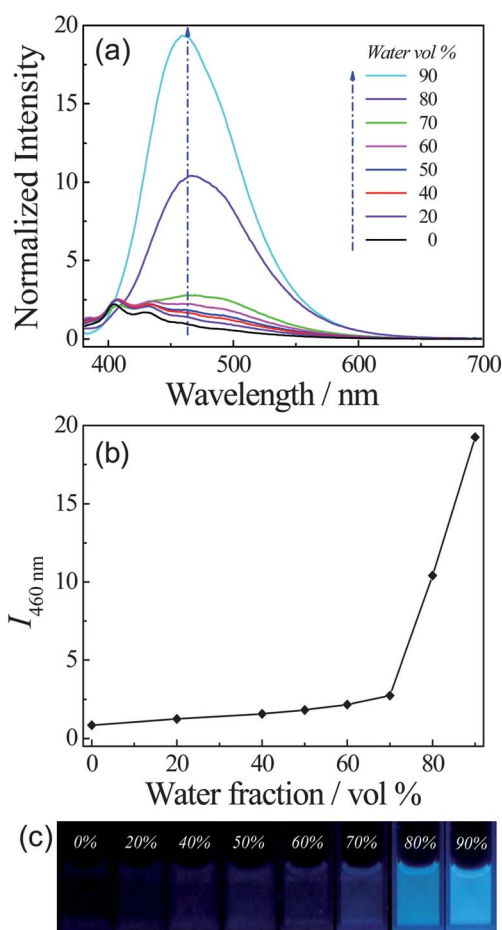 (a)
Normalized Intensity
20
15
10
5
0
Water vol %
90
80
70
60
50
40
20
0
400 500 600 700
Wavelength / nm
(b)
I460 nm
20
15
10
5
0
0 20 40 60 80
Water fraction / vol %
(c)
0% 20% 40% 50% 60% 70% 80% 90%